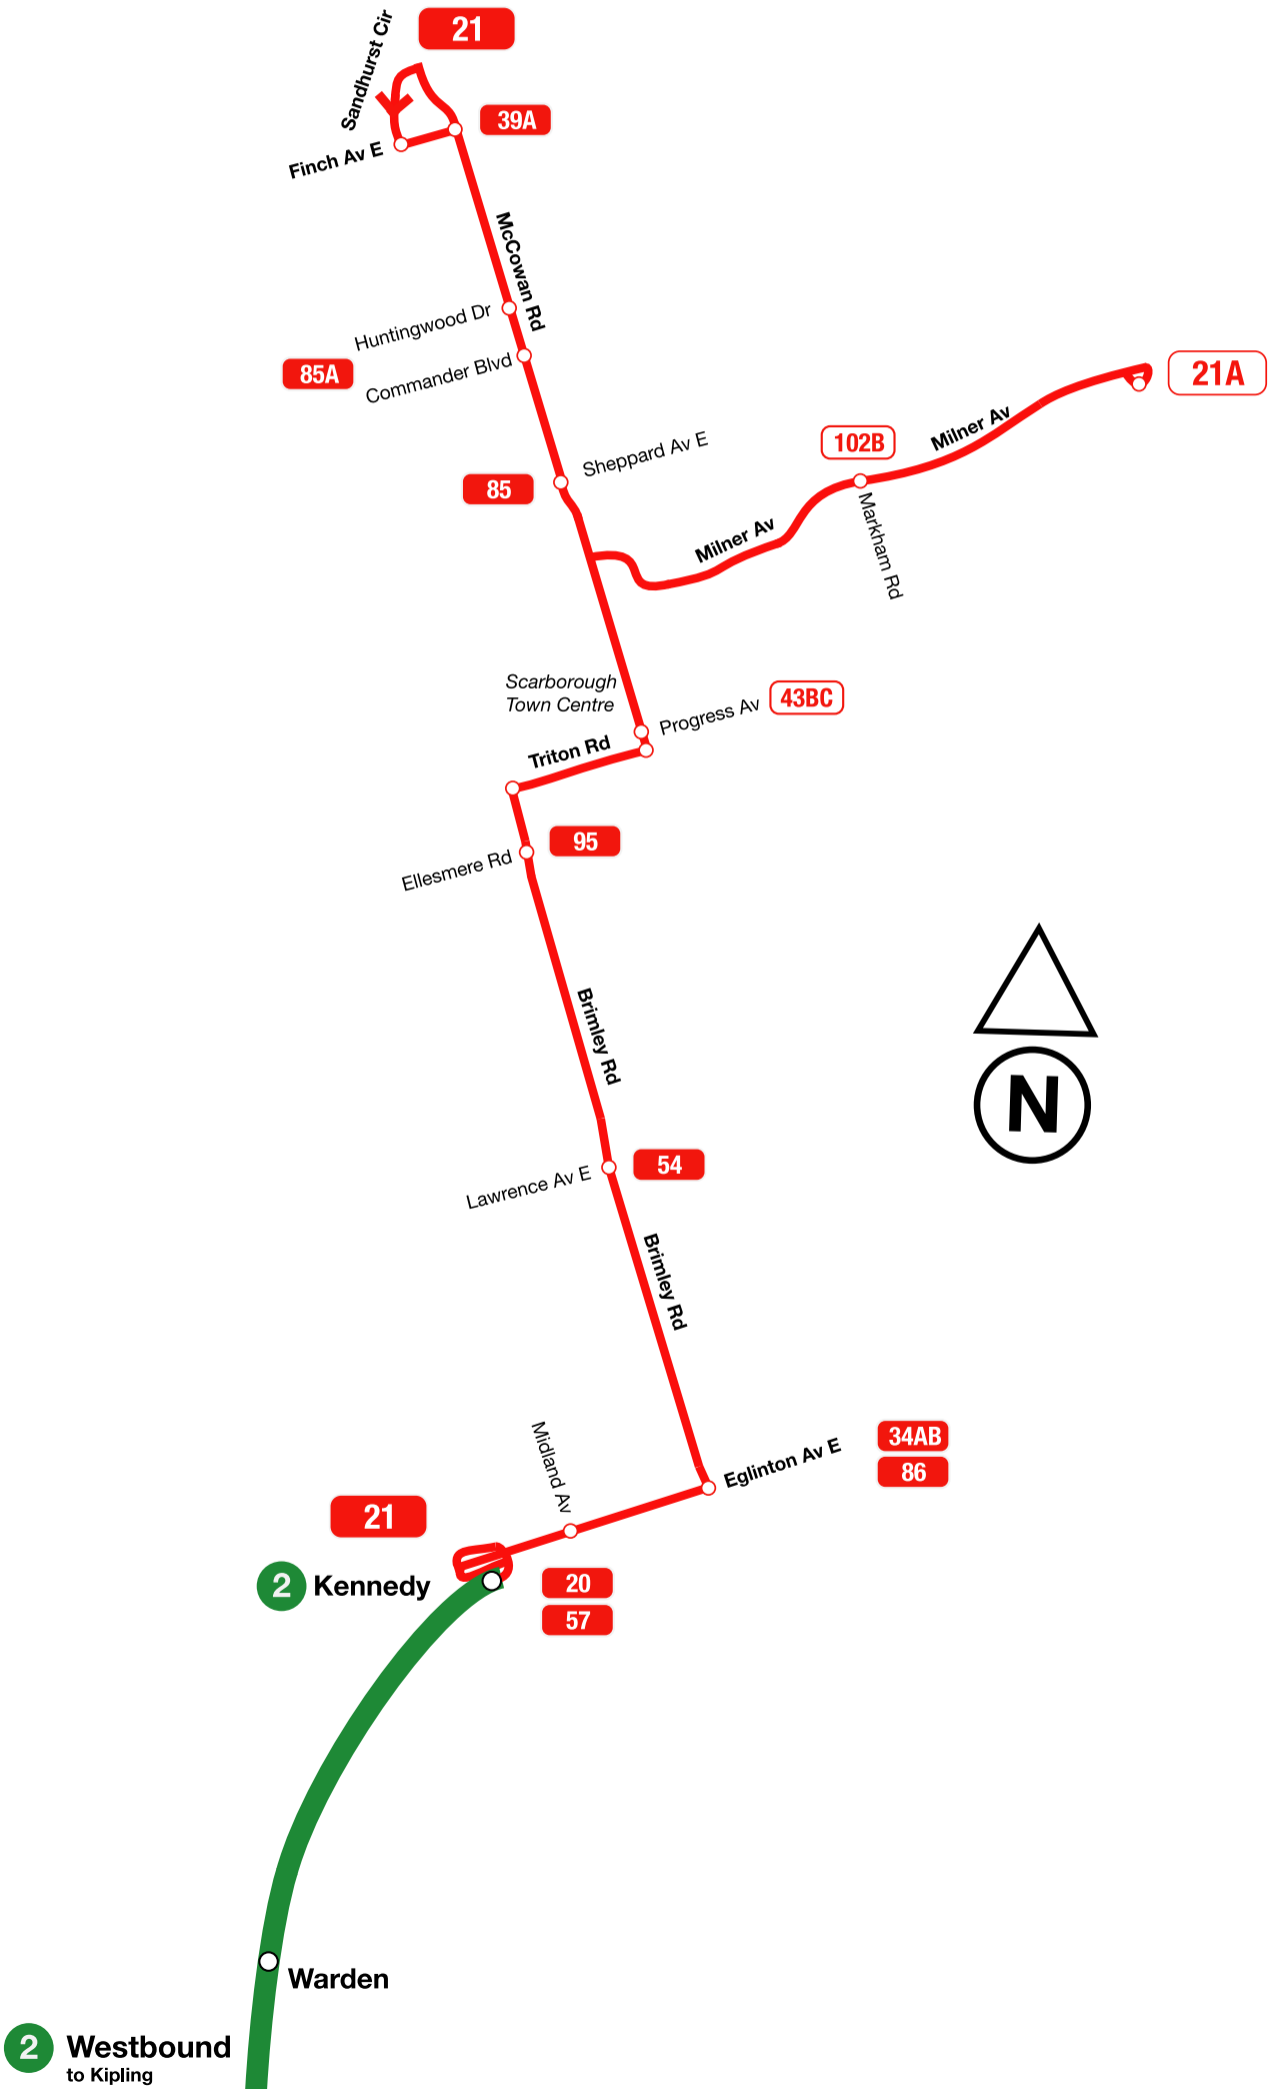 21
Sandhurst Cir
39A
Finch Av E
McCowan Rd
Huntingwood Dr
Commander Blvd
85A
21A
Milner Av
102B
Sheppard Av E
85
Milner Av
Markham Rd
Scarborough
Town Centre
Progress Av
43BC
Triton Rd
95
Ellesmere Rd
Brimley Rd
N
54
Lawrence Av E
Brimley Rd
Midland Av
Eglinton Av E
34AB
86
21
2 Kennedy
20
57
Warden
2 Westbound
to Kipling